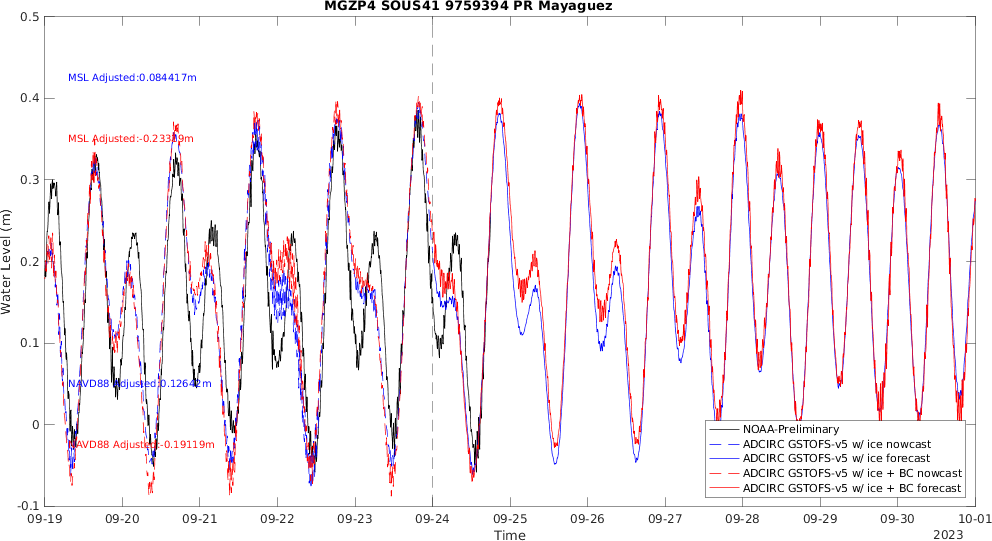 MGZP4 SOUS41 9759394 PR Mayaguez
0.5
0.4
0.3
0.2
0.1
0
-0.1
Water Level (m)
MSL Adjusted:0.084417m
MSL Adjusted:-0.23339m
NAVD88 Adjusted:0.12642m
NAVD88 Adjusted:-0.19119m
NOAA-Preliminary
ADCIRC GSTOFS-v5 w/ ice nowcast
ADCIRC GSTOFS-v5 w/ ice forecast
ADCIRC GSTOFS-v5 w/ ice + BC nowcast
ADCIRC GSTOFS-v5 w/ ice + BC forecast
09-19 09-20 09-21 09-22 09-23 09-24 09-25 09-26 09-27 09-28 09-29 09-30 10-01
Time
2023